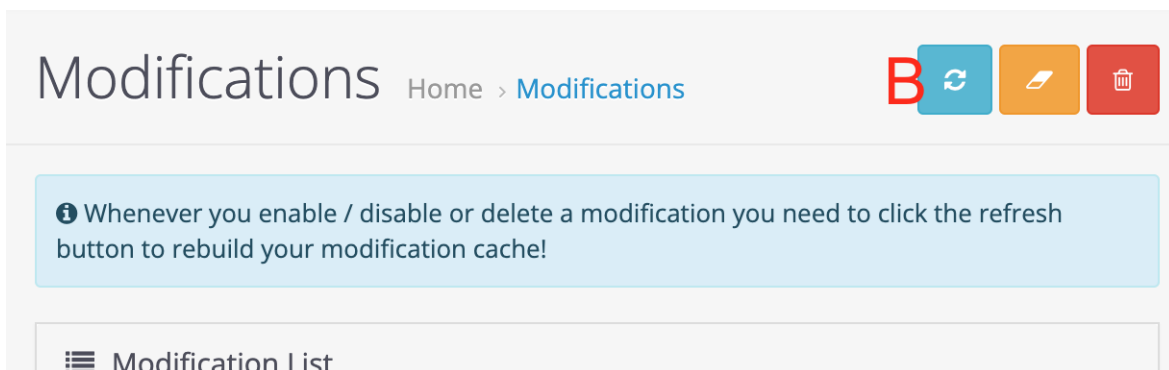 Modifications Home › Modifications B
Whenever you enable / disable or delete a modification you need to click the refresh
button to rebuild your modification cache!
Modification List